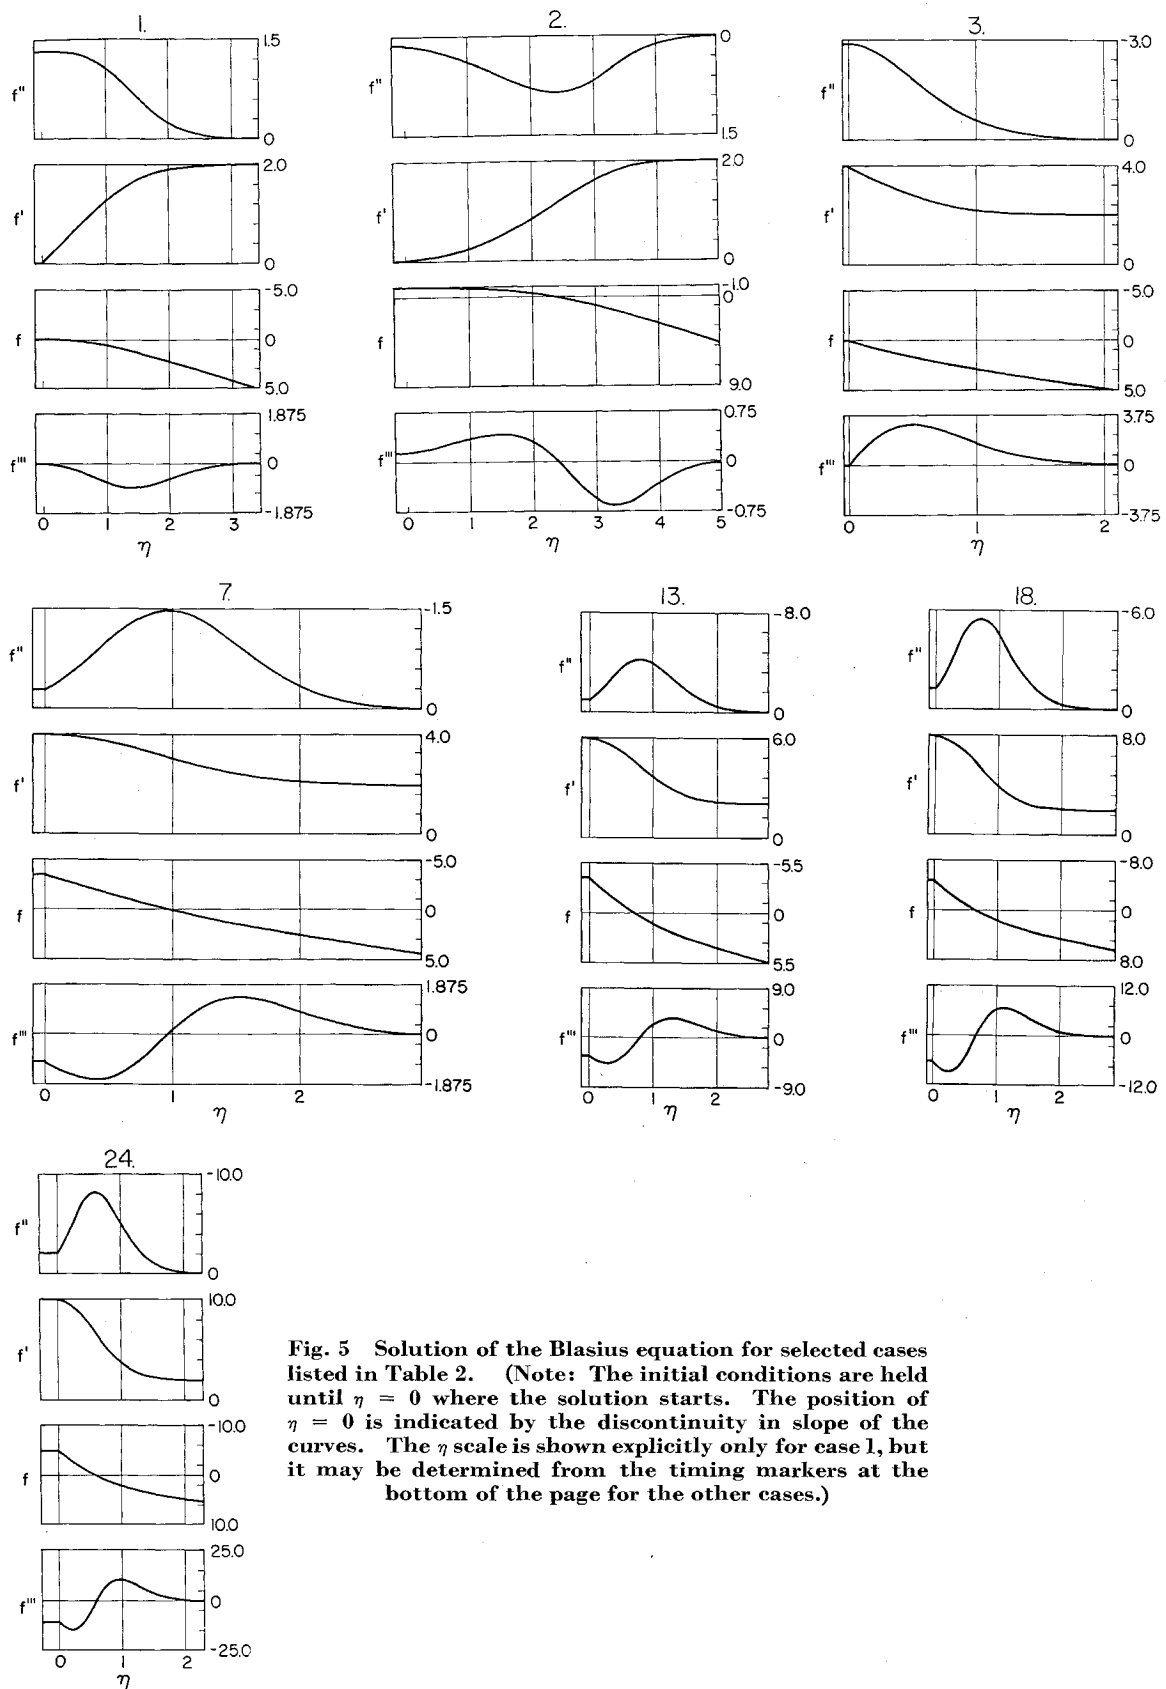 1.
f"
1.5
0
f'
2.0
0
f
-5.0
0
5.0
f'''
1.875
0
-1.875
0 1 2 3
η
2.
f"
0
1.5
f'
2.0
0
f
-1.0
0
9.0
f'''
0.75
0
-0.75
0 1 2 3 4 5
η
3.
f"
-3.0
0
f'
4.0
0
f
-5.0
0
5.0
f'''
3.75
0
-3.75
0 1 2
η
7.
f"
-1.5
0
f'
4.0
0
f
-5.0
0
5.0
f'''
1.875
0
-1.875
0 1 2
η
13.
f"
-8.0
0
f'
6.0
0
f
-5.5
0
5.5
f'''
9.0
0
-9.0
0 1 2
η
18.
f"
-6.0
0
f'
8.0
0
f
-8.0
0
8.0
f'''
12.0
0
-12.0
0 1 2
η
24.
f"
-10.0
0
f'
10.0
0
f
-10.0
0
10.0
f'''
25.0
0
-25.0
0 1 2
η
Fig. 5 Solution of the Blasius equation for selected cases
listed in Table 2. (Note: The initial conditions are held
until η = 0 where the solution starts. The position of
η = 0 is indicated by the discontinuity in slope of the
curves. The η scale is shown explicitly only for case 1, but
it may be determined from the timing markers at the
bottom of the page for the other cases.)